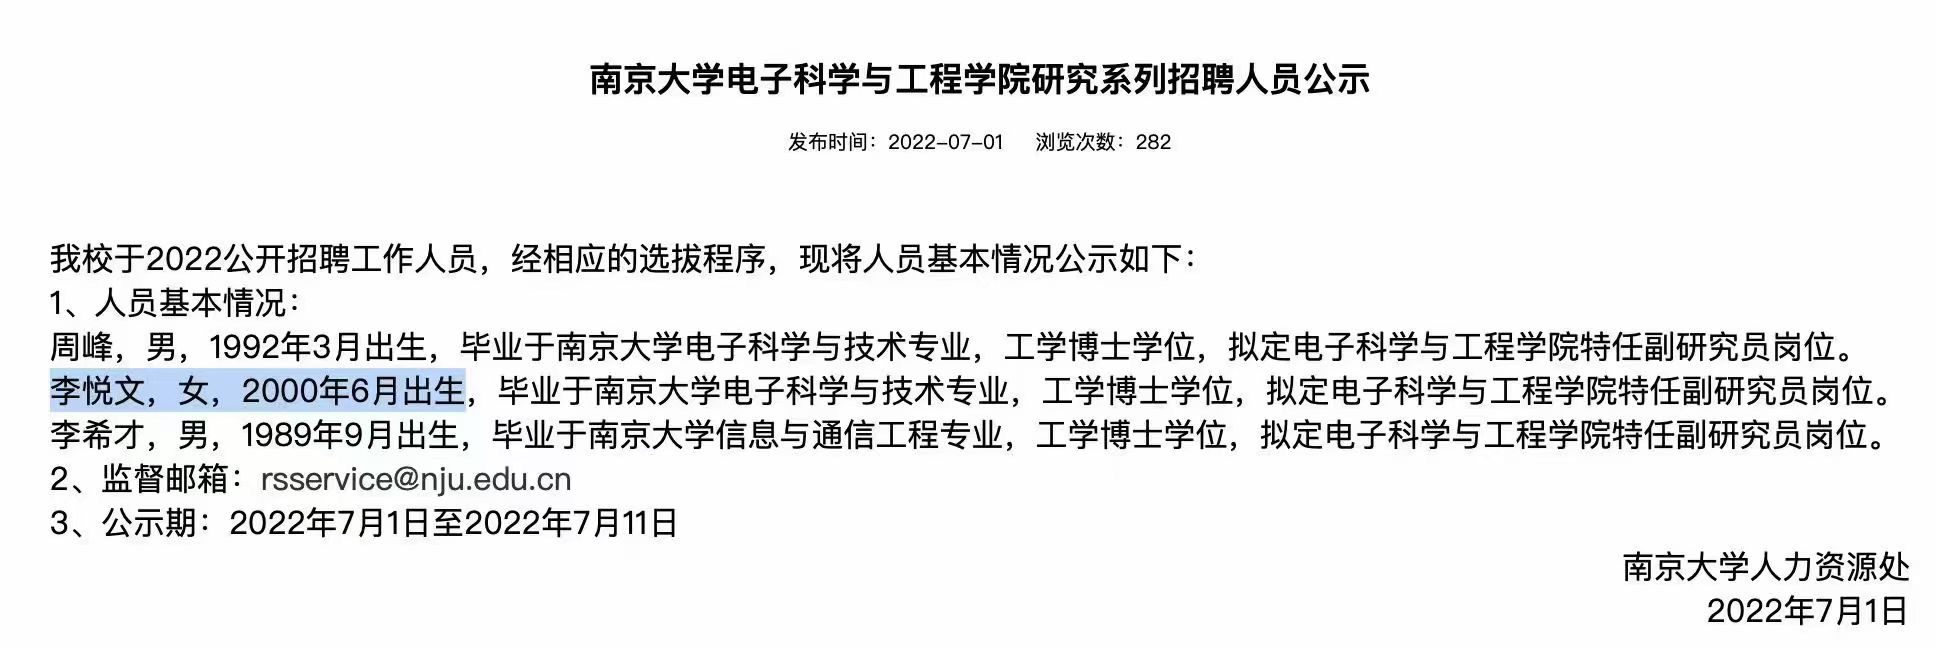 南京大学电子科学与工程学院研究系列招聘人员公示
发布时间：2022-07-01 浏览次数：282
我校于2022公开招聘工作人员，经相应的选拔程序，现将人员基本情况公示如下：
1、人员基本情况：
周峰，男，1992年3月出生，毕业于南京大学电子科学与技术专业，工学博士学位，拟定电子科学与工程学院特任副研究员岗位。
李悦文，女，2000年6月出生，毕业于南京大学电子科学与技术专业，工学博士学位，拟定电子科学与工程学院特任副研究员岗位。
李希才，男，1989年9月出生，毕业于南京大学信息与通信工程专业，工学博士学位，拟定电子科学与工程学院特任副研究员岗位。
2、监督邮箱：rsservice@nju.edu.cn
3、公示期：2022年7月1日至2022年7月11日
南京大学人力资源处
2022年7月1日